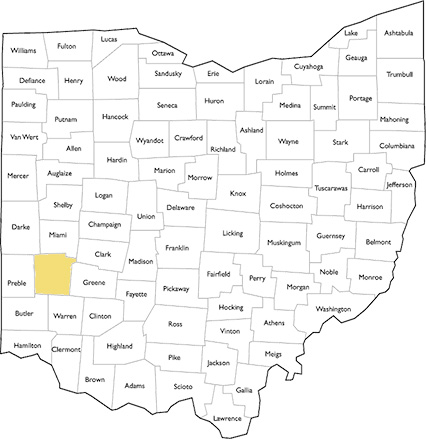 Williams
Fulton
Lucas
Ottawa
Lake
Ashtabula
Geauga
Cuyahoga
Defiance
Henry
Wood
Sandusky
Erie
Lorain
Trumbull
Paulding
Putnam
Hancock
Seneca
Huron
Medina
Summit
Portage
Mahoning
Van Wert
Allen
Wyandot
Crawford
Richland
Ashland
Wayne
Stark
Columbiana
Mercer
Auglaize
Hardin
Marion
Morrow
Knox
Holmes
Tuscarawas
Carroll
Jefferson
Harrison
Shelby
Logan
Union
Delaware
Coshocton
Darke
Miami
Champaign
Licking
Muskingum
Guernsey
Belmont
Clark
Madison
Franklin
Fairfield
Perry
Noble
Monroe
Morgan
Preble
Greene
Fayette
Pickaway
Hocking
Washington
Butler
Warren
Clinton
Ross
Vinton
Athens
Hamilton
Clermont
Highland
Pike
Jackson
Meigs
Brown
Adams
Scioto
Gallia
Lawrence